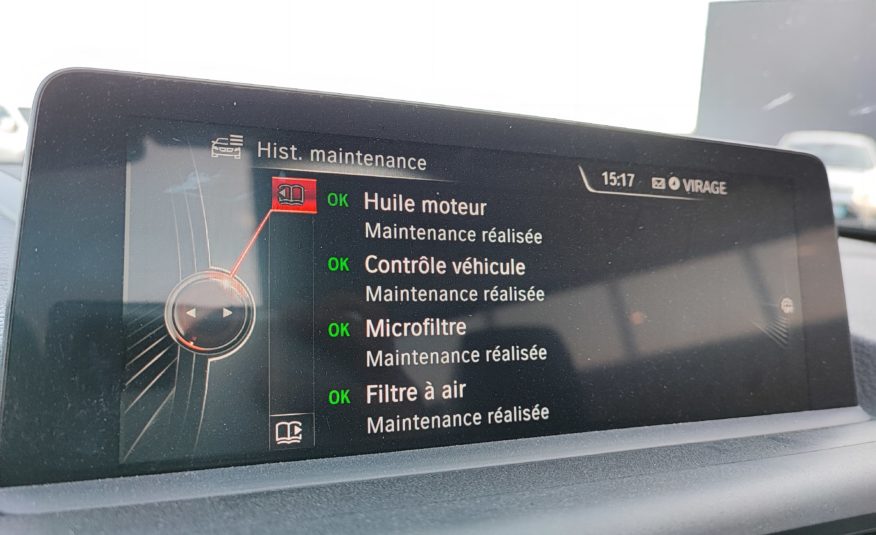 Hist. maintenance
15:17 VIRAGE
OK Huile moteur
Maintenance réalisée
OK Contrôle véhicule
Maintenance réalisée
OK Microfiltre
Maintenance réalisée
OK Filtre à air
Maintenance réalisée